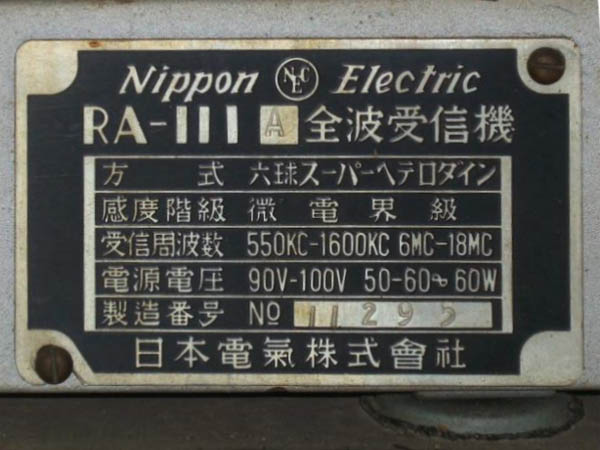 Nippon NEC Electric
RA-111 A 全波受信機
方式 六球スーパーヘテロダイン
感度階級 微電界級
受信周波数 550KC-1600KC 6MC-18MC
電源電圧 90V-100V 50-60~60W
製造番号 No 11295
日本電氣株式會社